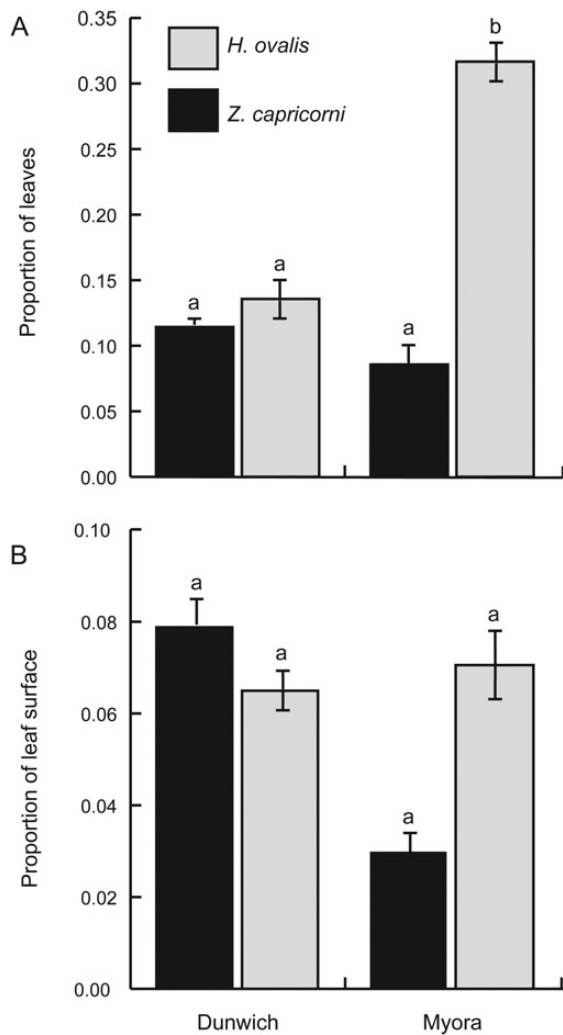 A
Proportion of leaves
0.35
0.30
0.25
0.20
0.15
0.10
0.05
0.00
H. ovalis
Z. capricorni
a
a
a
b
B
Proportion of leaf surface
0.10
0.08
0.06
0.04
0.02
0.00
a
a
a
a
Dunwich
Myora